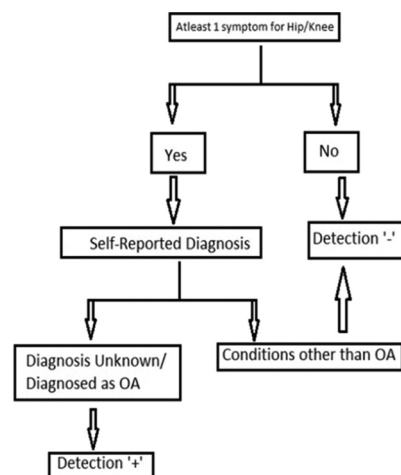 Atleast 1 symptom for Hip/Knee
Yes
No
Self-Reported Diagnosis
Detection '-'
Diagnosis Unknown/
Diagnosed as OA
Conditions other than OA
Detection '+'